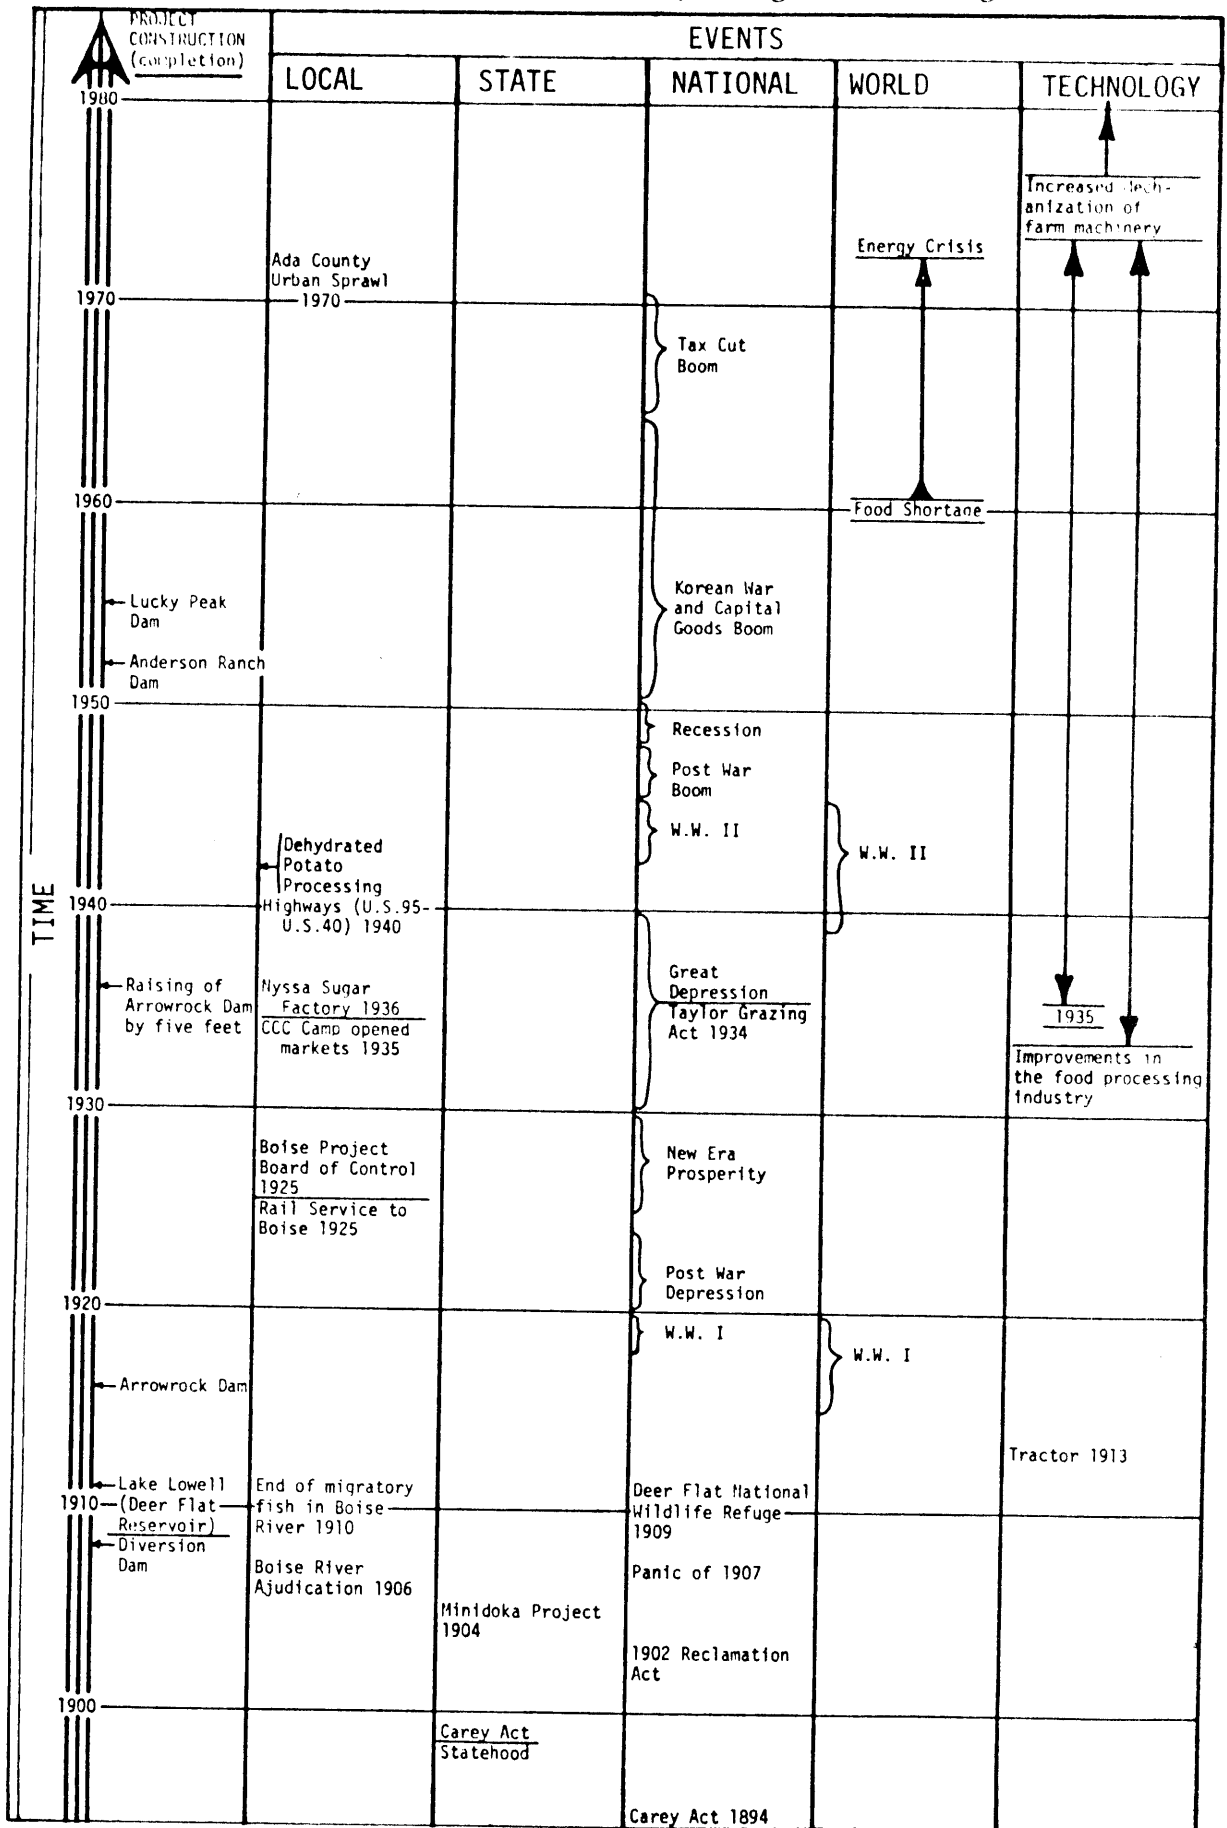 PROJECT
CONSTRUCTION
(completion)
EVENTS
LOCAL
STATE
NATIONAL
WORLD
TECHNOLOGY
TIME
1980
Increased Mech-
anization of
farm machinery
Energy Crisis
Ada County
Urban Sprawl
1970
1970
Tax Cut
Boom
1960
Food Shortage
Lucky Peak
Dam
Korean War
and Capital
Goods Boom
Anderson Ranch
Dam
1950
Recession
Post War
Boom
W.W. II
W.W. II
Dehydrated
Potato
Processing
1940
Highways (U.S.95-
U.S.40) 1940
Raising of
Arrowrock Dam
by five feet
Nyssa Sugar
Factory 1936
CCC Camp opened
markets 1935
Great
Depression
Taylor Grazing
Act 1934
1935
Improvements in
the food processing
industry
1930
Boise Project
Board of Control
1925
Rail Service to
Boise 1925
New Era
Prosperity
Post War
Depression
1920
W.W. I
W.W. I
Arrowrock Dam
Tractor 1913
Lake Lowell
(Deer Flat
Reservoir)
1910
End of migratory
fish in Boise
River 1910
Deer Flat National
Wildlife Refuge
1909
Diversion
Dam
Boise River
Ajudication 1906
Panic of 1907
Minidoka Project
1904
1902 Reclamation
Act
1900
Carey Act
Statehood
Carey Act 1894